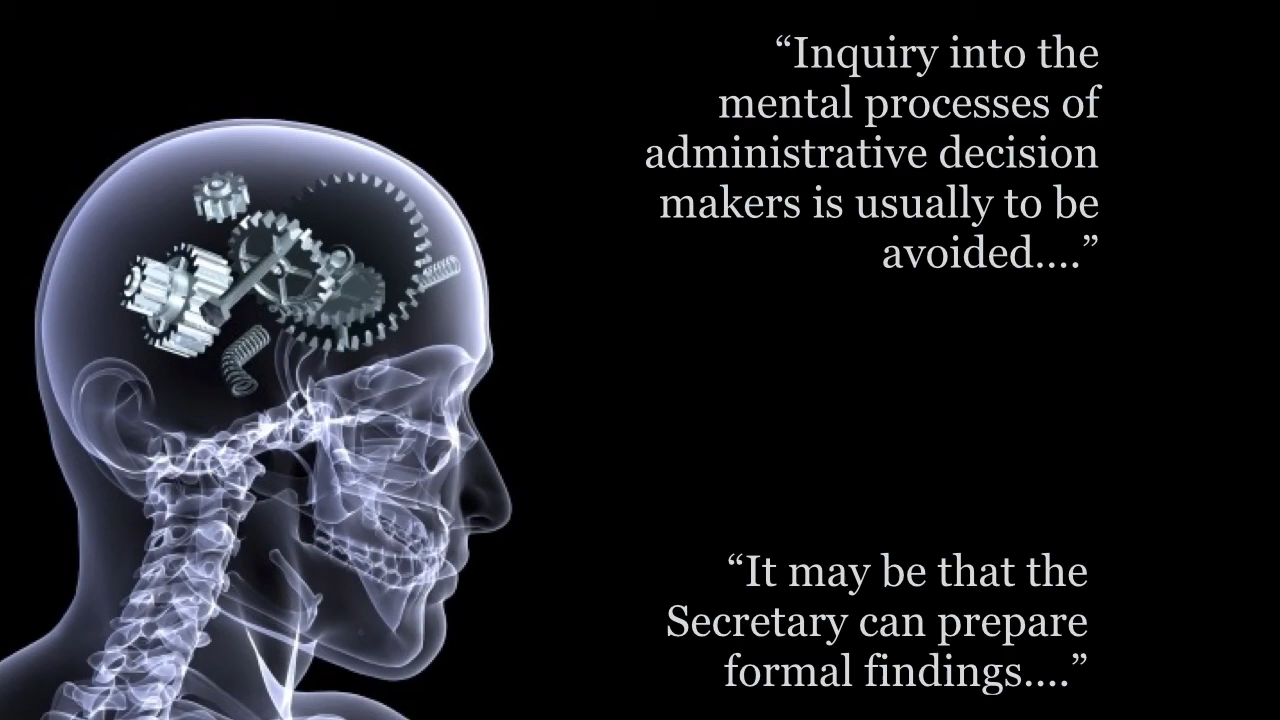 “Inquiry into the
mental processes of
administrative decision
makers is usually to be
avoided....”
“It may be that the
Secretary can prepare
formal findings....”